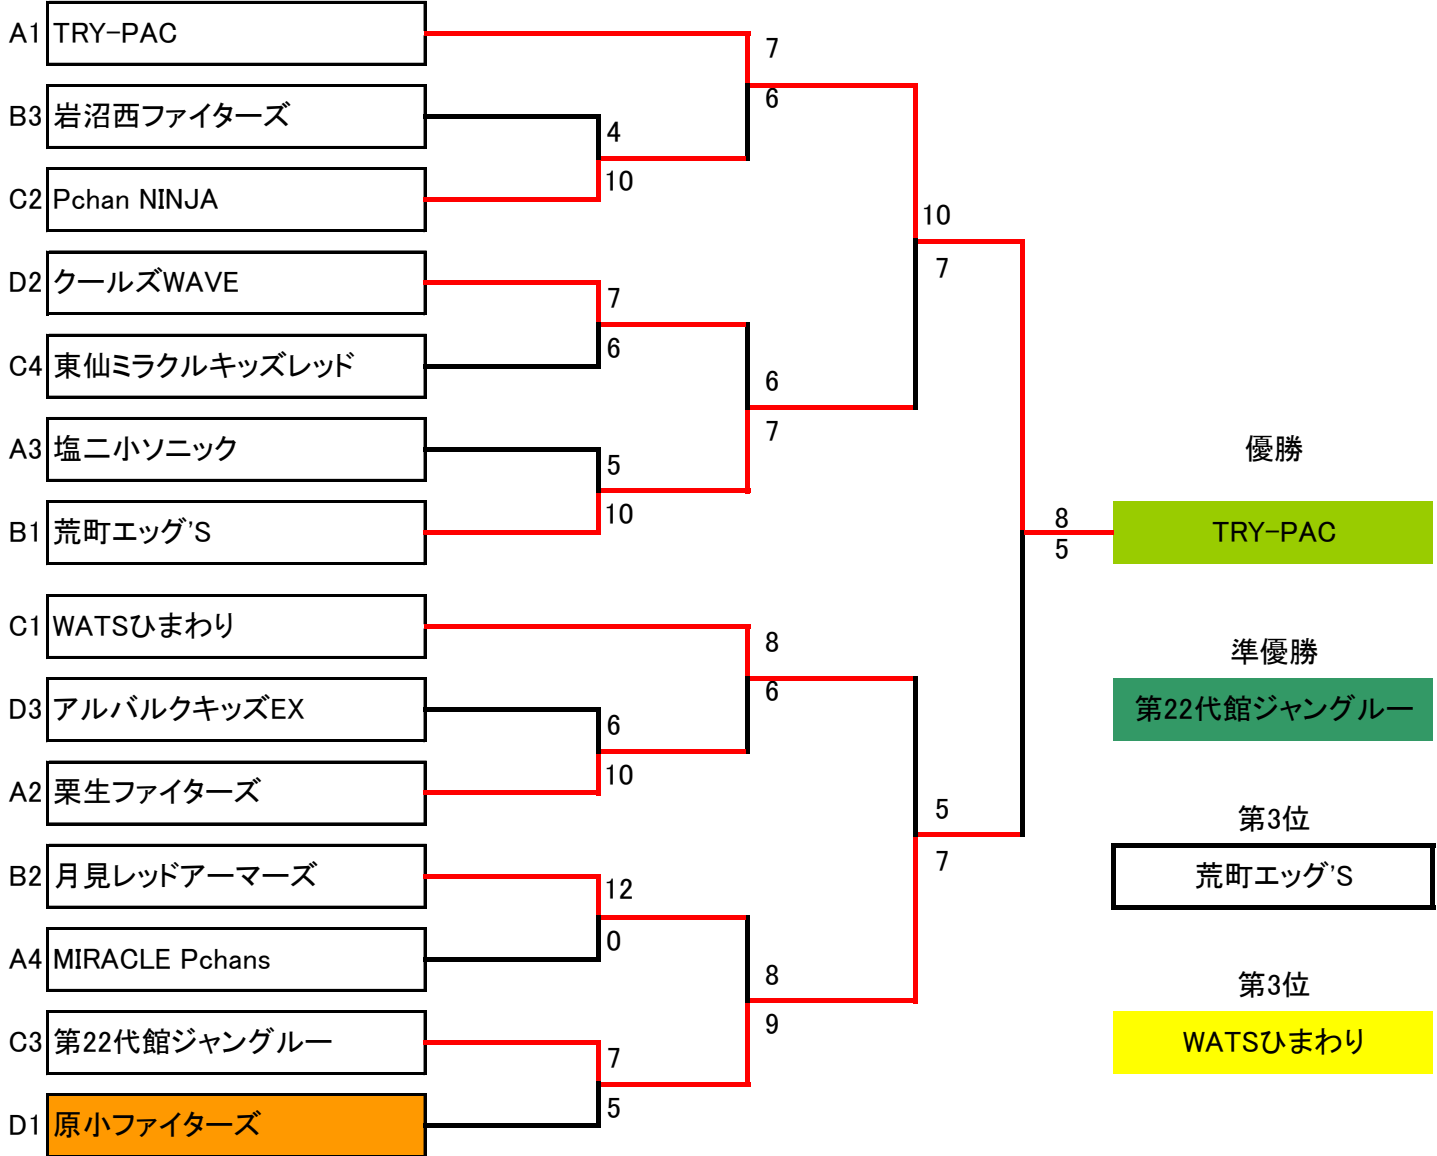 A1 TRY-PAC
7
6
B3 岩沼西ファイターズ
4
10
C2 Pchan NINJA
10
7
D2 クールズWAVE
7
6
C4 東仙ミラクルキッズレッド
6
7
A3 塩二小ソニック
5
10
B1 荒町エッグ'S
8
5
優勝
TRY-PAC
C1 WATSひまわり
8
6
準優勝
第22代館ジャングルー
D3 アルバルクキッズEX
6
10
A2 栗生ファイターズ
5
7
第3位
荒町エッグ'S
B2 月見レッドアーマーズ
12
0
A4 MIRACLE Pchans
8
9
第3位
WATSひまわり
C3 第22代館ジャングルー
7
5
D1 原小ファイターズ